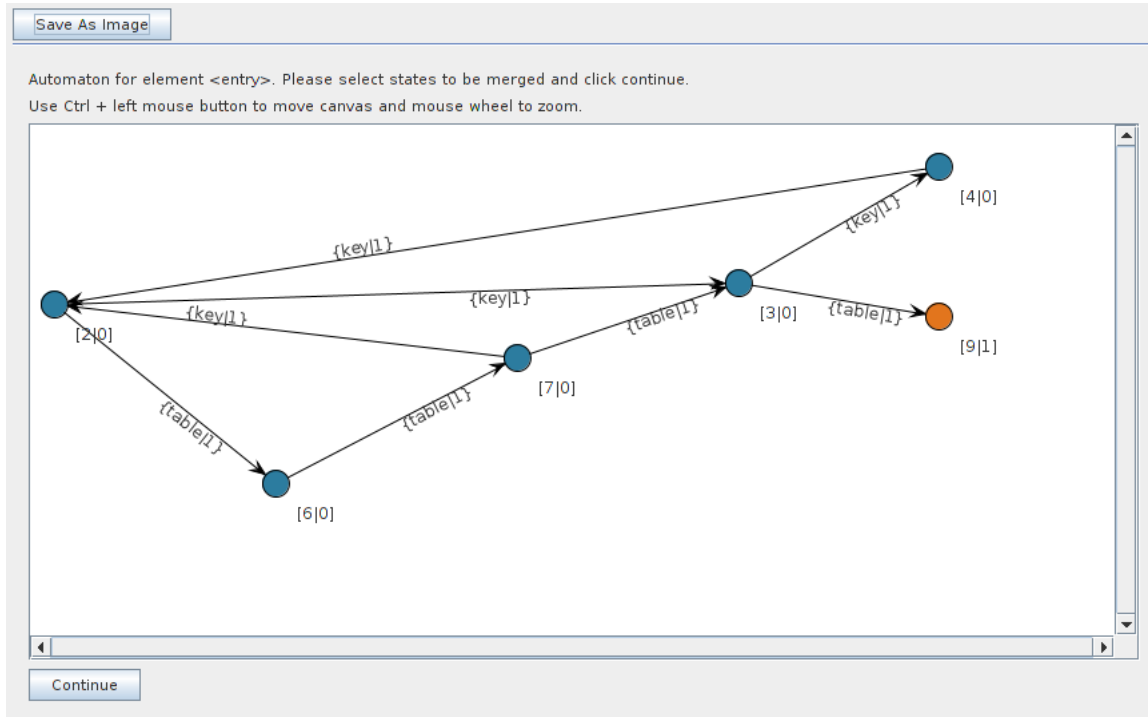 Save As Image
Automaton for element <entry>. Please select states to be merged and click continue.
Use Ctrl + left mouse button to move canvas and mouse wheel to zoom.
[4|0]
{key|1}
{key|1}
{key|1}
[3|0]
{table|1}
{key|1}
{table|1}
[2|0]
[9|1]
[7|0]
{table|1}
{table|1}
[6|0]
Continue